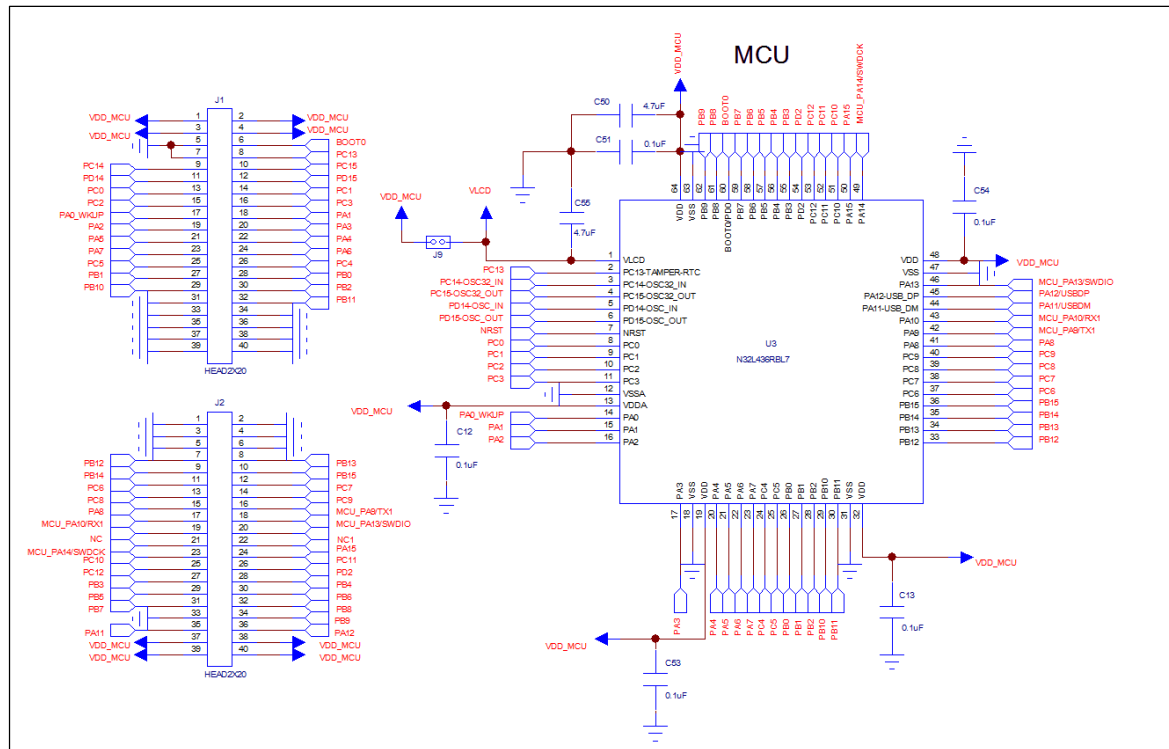 MCU
J1
VDD_MCU 1 2 VDD_MCU
VDD_MCU 3 4 VDD_MCU
5 6 BOOT0
7 8 PC13
PC14 9 10 PC15
PD14 11 12 PD15
PC0 13 14 PC1
PC2 15 16 PC3
PA0_WKUP 17 18 PA1
PA2 19 20 PA3
PA5 21 22 PA4
PA7 23 24 PA6
PC5 25 26 PC4
PB1 27 28 PB0
PB10 29 30 PB2
31 32 PB11
33 34
35 36
37 38
39 40
HEAD2X20
J2
1 2
3 4
5 6
7 8
PB12 9 10 PB13
PB14 11 12 PB15
PC6 13 14 PC7
PC8 15 16 PC9
PA8 17 18 MCU_PA9/TX1
MCU_PA10/RX1 19 20 MCU_PA13/SWDIO
NC 21 22 NC1
MCU_PA14/SWDCK 23 24 PA15
PC10 25 26 PC11
PC12 27 28 PD2
PB3 29 30 PB4
PB5 31 32 PB6
PB7 33 34 PB8
35 36 PB9
PA11 37 38 PA12
VDD_MCU 39 40 VDD_MCU
VDD_MCU VDD_MCU
HEAD2X20
VDD_MCU
C50 4.7uF
C51 0.1uF
C55 4.7uF
VDD_MCU
VLCD
J9
PB9 PB8 BOOT0 PB7 PB6 PB5 PB4 PB3 PD2 PC12 PC11 PC10 PA15 MCU_PA14/SWDCK
64 63 62 61 60 59 58 57 56 55 54 53 52 51 50 49
VDD VSS PB9 PB8 BOOT0/PD0 PB7 PB6 PB5 PB4 PB3 PD2 PC12 PC11 PC10 PA15 PA14
C54
0.1uF
1 VLCD
PC13 2 PC13-TAMPER-RTC
PC14-OSC32_IN 3 PC14-OSC32_IN
PC15-OSC32_OUT 4 PC15-OSC32_OUT
PD14-OSC_IN 5 PD14-OSC_IN
PD15-OSC_OUT 6 PD15-OSC_OUT
NRST 7 NRST
PC0 8 PC0
PC1 9 PC1
PC2 10 PC2
PC3 11 PC3
12 VSSA
VDD_MCU 13 VDDA
PA0_WKUP 14 PA0
PA1 15 PA1
PA2 16 PA2
C12
0.1uF
U3
N32L436RBL7
VDD 48 VDD_MCU
VSS 47
PA13 46 MCU_PA13/SWDIO
PA12-USB_DP 45 PA12/USBDP
PA11-USB_DM 44 PA11/USBDM
PA10 43 MCU_PA10/RX1
PA9 42 MCU_PA9/TX1
PA8 41 PA8
PC9 40 PC9
PC8 39 PC8
PC7 38 PC7
PC6 37 PC6
PB15 36 PB15
PB14 35 PB14
PB13 34 PB13
PB12 33 PB12
PA3 VSS VDD PA4 PA5 PA6 PA7 PC4 PC5 PB0 PB1 PB2 PB10 PB11 VSS VDD
17 18 19 20 21 22 23 24 25 26 27 28 29 30 31 32
PA3 PA4 PA5 PA6 PA7 PC4 PC5 PB0 PB1 PB2 PB10 PB11
VDD_MCU
C13
0.1uF
VDD_MCU
C53
0.1uF